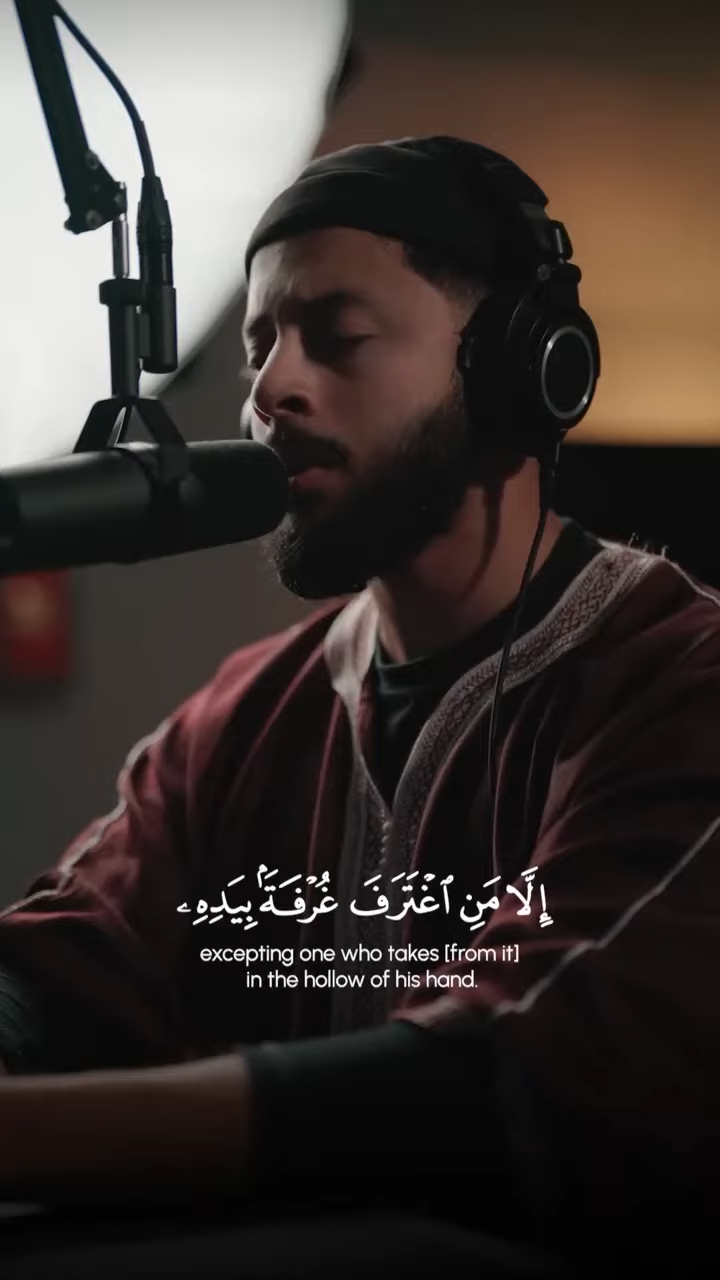 إِلَّا مَنِ ٱغْتَرَفَ غُرْفَةَۢ بِيَدِهِۦ
excepting one who takes [from it]
in the hollow of his hand.